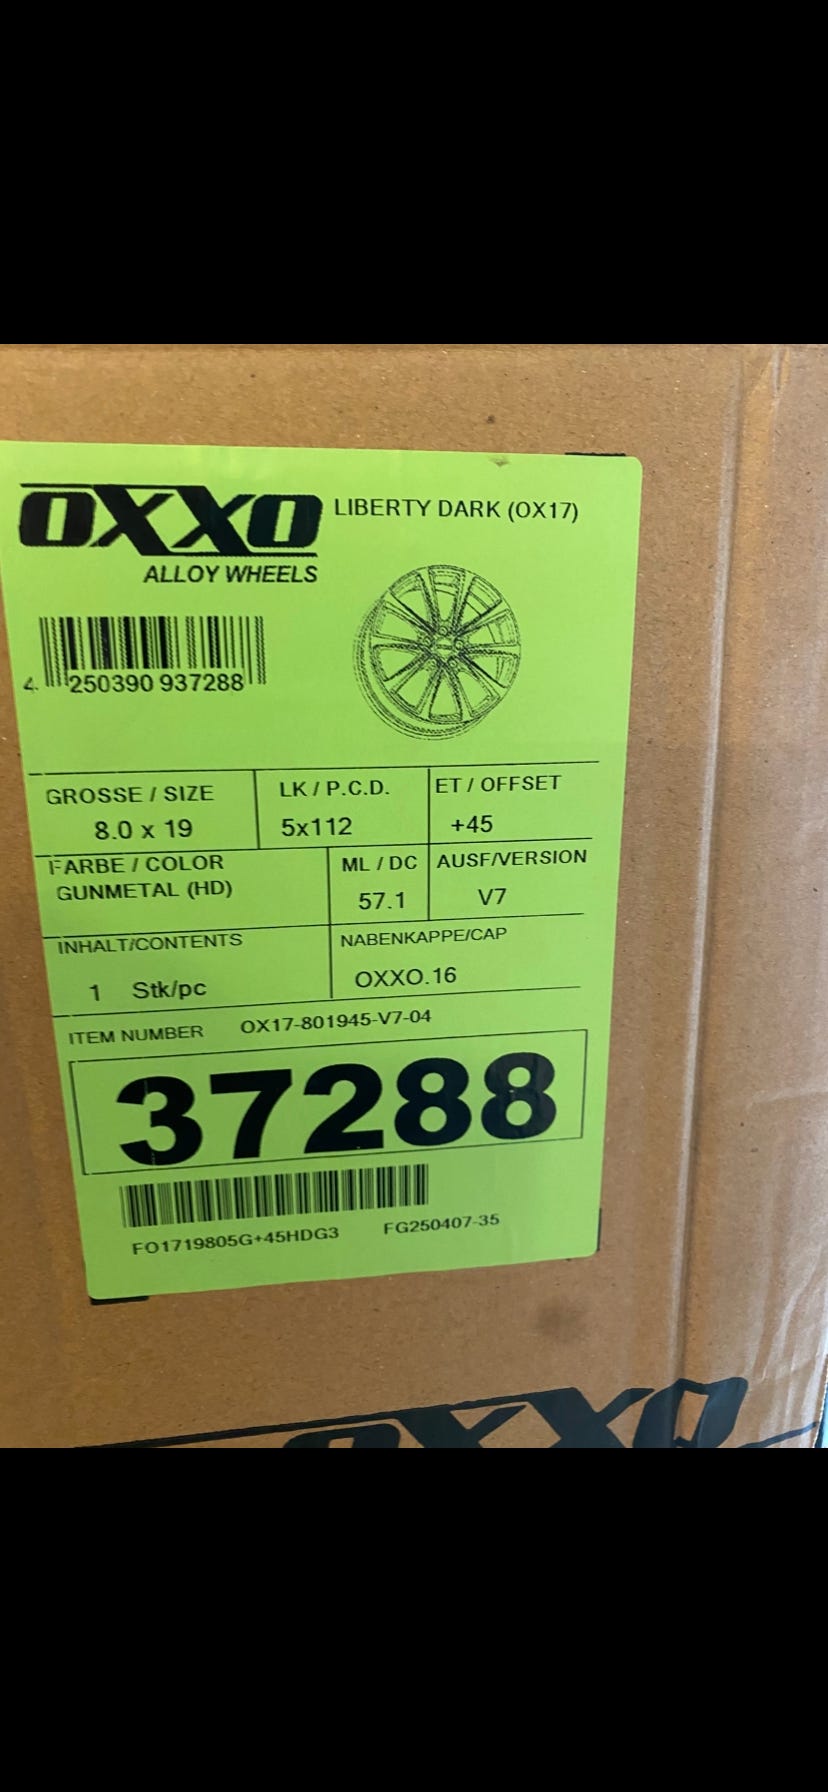 OXXO
ALLOY WHEELS
LIBERTY DARK (OX17)
4 250390 937288
GROSSE / SIZE
8.0 x 19
LK / P.C.D.
5x112
ET / OFFSET
+45
FARBE / COLOR
GUNMETAL (HD)
ML / DC
57.1
AUSF/VERSION
V7
INHALT/CONTENTS
1 Stk/pc
NABENKAPPE/CAP
OXXO.16
ITEM NUMBER OX17-801945-V7-04
37288
FO1719805G+45HDG3 FG250407-35
OXXO